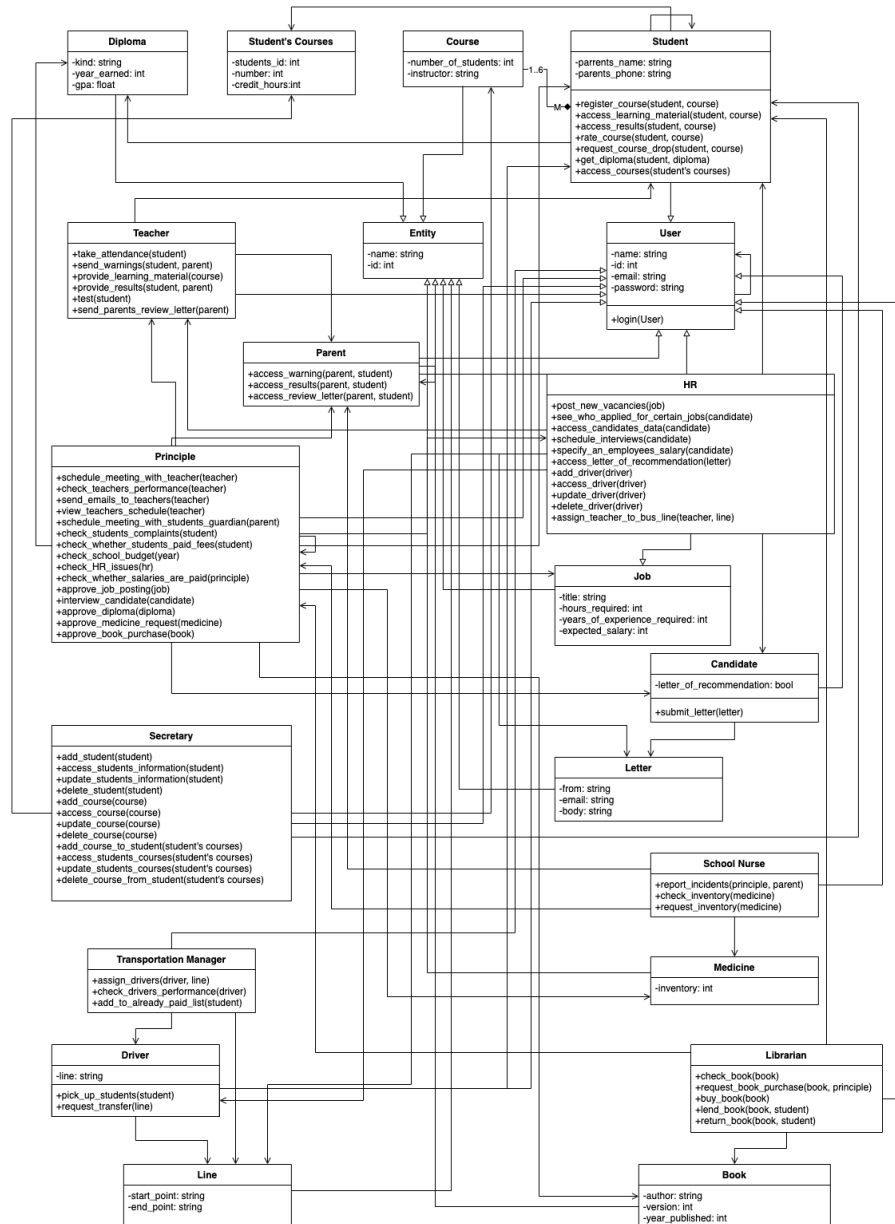 Diploma
-kind: string
-year_earned: int
-gpa: float
Student's Courses
-students_id: int
-number: int
-credit_hours:int
Course
-number_of_students: int
-instructor: string
1..6
M
Student
-parrents_name: string
-parents_phone: string
+register_course(student, course)
+access_learning_material(student, course)
+access_results(student, course)
+rate_course(student, course)
+request_course_drop(student, course)
+get_diploma(student, diploma)
+access_courses(student's courses)
Teacher
+take_attendance(student)
+send_warnings(student, parent)
+provide_learning_material(course)
+provide_results(student, parent)
+test(student)
+send_parents_review_letter(parent)
Entity
-name: string
-id: int
User
-name: string
-id: int
-email: string
-password: string
+login(User)
Parent
+access_warning(parent, student)
+access_results(parent, student)
+access_review_letter(parent, student)
HR
+post_new_vacancies(job)
+see_who_applied_for_certain_jobs(candidate)
+access_candidates_data(candidate)
+schedule_interviews(candidate)
+specify_an_employees_salary(candidate)
+access_letter_of_recommendation(letter)
+add_driver(driver)
+access_driver(driver)
+update_driver(driver)
+delete_driver(driver)
+assign_teacher_to_bus_line(teacher, line)
Principle
+schedule_meeting_with_teacher(teacher)
+check_teachers_performance(teacher)
+send_emails_to_teachers(teacher)
+view_teachers_schedule(teacher)
+schedule_meeting_with_students_guardian(parent)
+check_students_complaints(student)
+check_whether_students_paid_fees(student)
+check_school_budget(year)
+check_HR_issues(hr)
+check_whether_salaries_are_paid(principle)
+approve_job_posting(job)
+interview_candidate(candidate)
+approve_diploma(diploma)
+approve_medicine_request(medicine)
+approve_book_purchase(book)
Job
-title: string
-hours_required: int
-years_of_experience_required: int
-expected_salary: int
Candidate
-letter_of_recommendation: bool
+submit_letter(letter)
Secretary
+add_student(student)
+access_students_information(student)
+update_students_information(student)
+delete_student(student)
+add_course(course)
+access_course(course)
+update_course(course)
+delete_course(course)
+add_course_to_student(student's courses)
+access_students_courses(student's courses)
+update_students_courses(student's courses)
+delete_course_from_student(student's courses)
Letter
-from: string
-email: string
-body: string
School Nurse
+report_incidents(principle, parent)
+check_inventory(medicine)
+request_inventory(medicine)
Transportation Manager
+assign_drivers(driver, line)
+check_drivers_performance(driver)
+add_to_already_paid_list(student)
Medicine
-inventory: int
Driver
-line: string
+pick_up_students(student)
+request_transfer(line)
Librarian
+check_book(book)
+request_book_purchase(book, principle)
+buy_book(book)
+lend_book(book, student)
+return_book(book, student)
Line
-start_point: string
-end_point: string
Book
-author: string
-version: int
-year_published: int